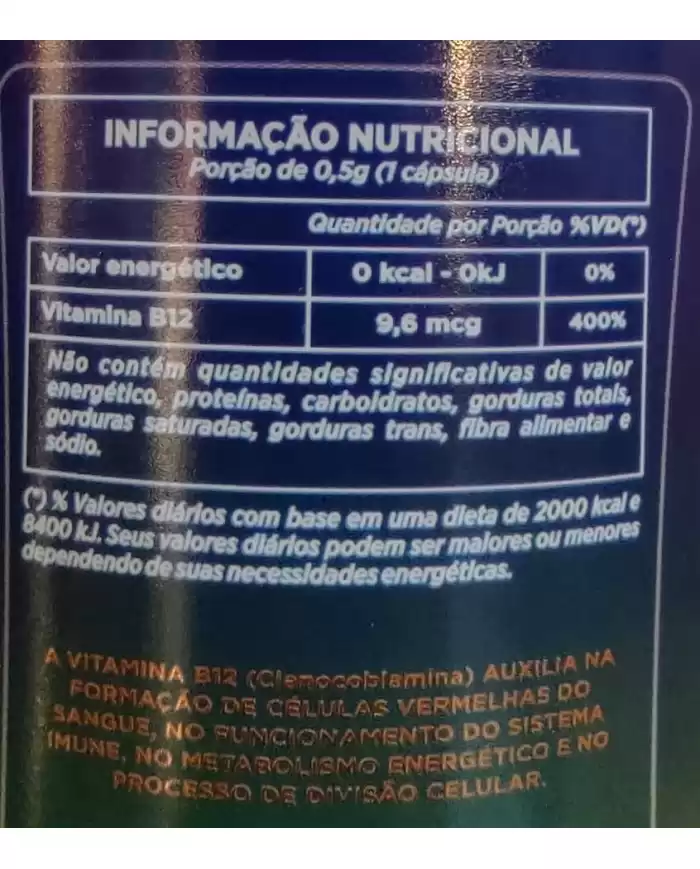 INFORMAÇÃO NUTRICIONAL
Porção de 0,5g (1 cápsula)
Quantidade por Porção %VD(*)
Valor energético 0 kcal - 0kJ 0%
Vitamina B12 9,6 mcg 400%
Não contém quantidades significativas de valor
energético, proteínas, carboidratos, gorduras totais,
gorduras saturadas, gorduras trans, fibra alimentar e
sódio.
(*) % Valores diários com base em uma dieta de 2000 kcal e
8400 kJ. Seus valores diários podem ser maiores ou menores
dependendo de suas necessidades energéticas.
A VITAMINA B12 (Cianocoblamina) AUXILIA NA
FORMAÇÃO DE CÉLULAS VERMELHAS DO
SANGUE, NO FUNCIONAMENTO DO SISTEMA
IMUNE, NO METABOLISMO ENERGÉTICO E NO
PROCESSO DE DIVISÃO CELULAR.